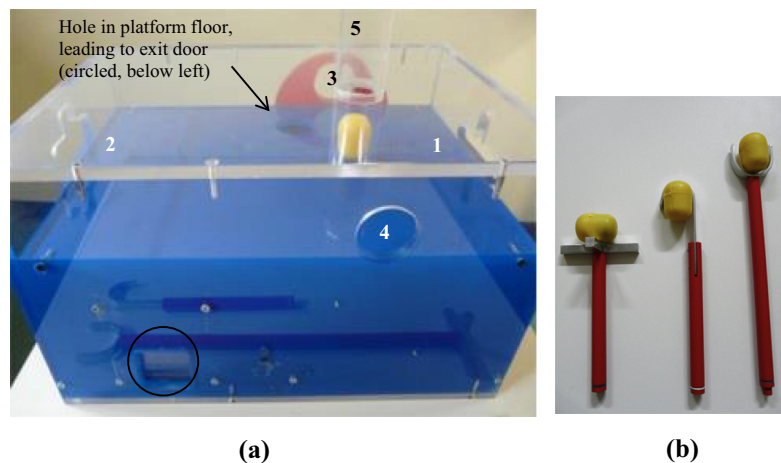 Hole in platform floor,
leading to exit door
(circled, below left)
5
3
2
1
4
(a)
(b)